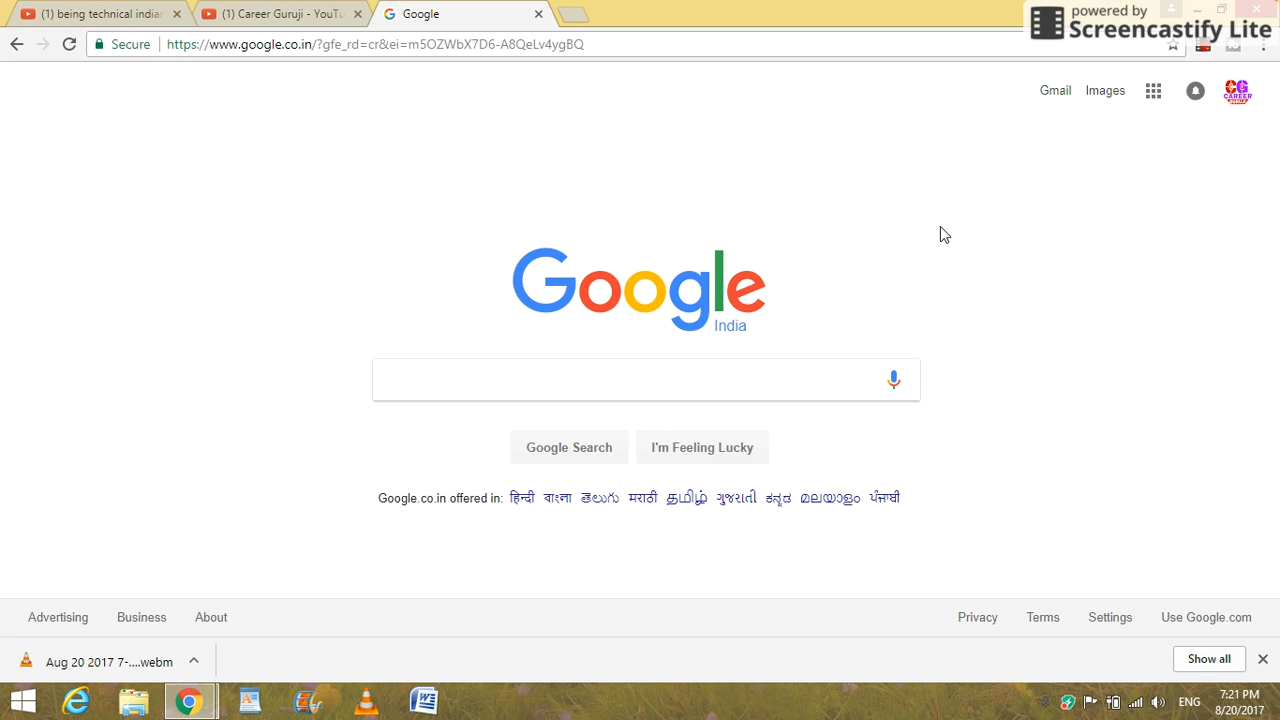 (1) being technical indian
(1) Career Guruji - YouTu
Google
powered by
Screencastify Lite
Secure
https://www.google.co.in/?gfe_rd=cr&ei=m5OZWbX7D6-AvQeLv4ygBQ
Gmail
Images
CG
CAREER
Google
India
Google Search
I'm Feeling Lucky
Google.co.in offered in: हिन्दी বাংলা తెలుగు मराठी தமிழ் ગુજરાતી ಕನ್ನಡ മലയാളം ਪੰਜਾਬੀ
Advertising
Business
About
Privacy
Terms
Settings
Use Google.com
Aug 20 2017 7-....webm
Show all
ENG
7:21 PM
8/20/2017